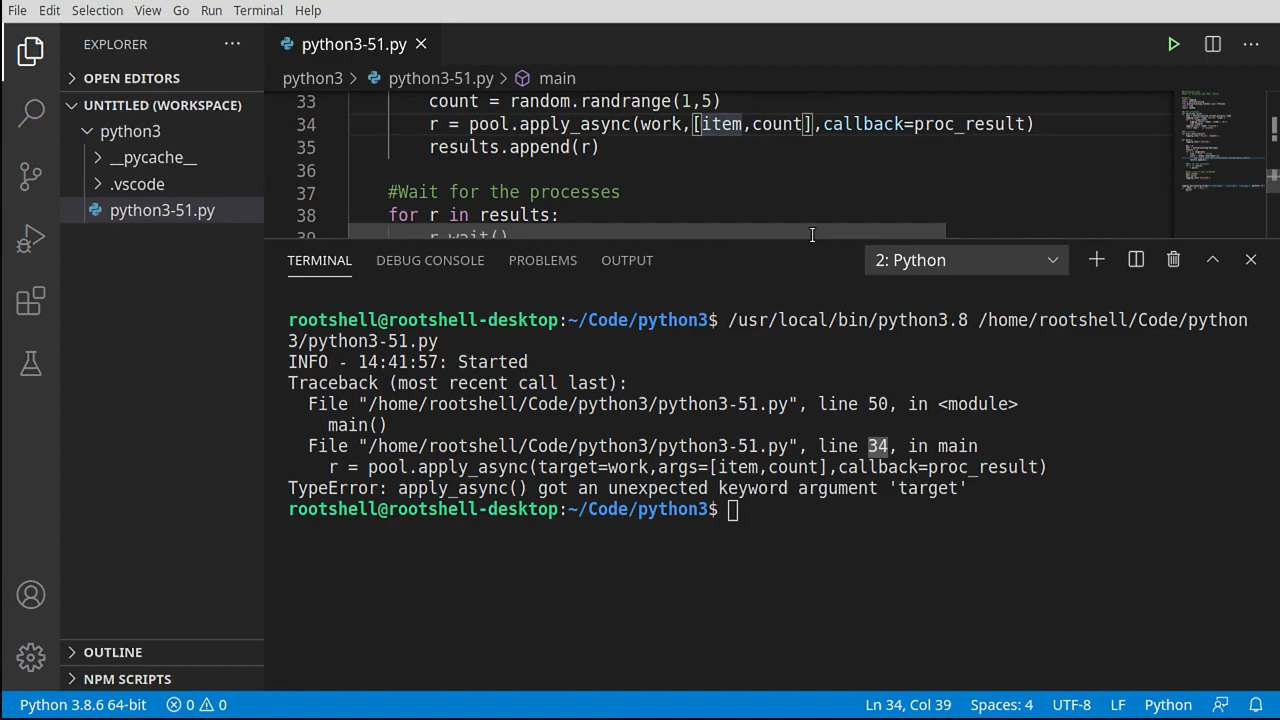 File Edit Selection View Go Run Terminal Help
EXPLORER
OPEN EDITORS
UNTITLED (WORKSPACE)
python3
__pycache__
.vscode
python3-51.py
OUTLINE
NPM SCRIPTS
python3-51.py
python3 > python3-51.py > main
33 count = random.randrange(1,5)
34 r = pool.apply_async(work,[item,count],callback=proc_result)
35 results.append(r)
36
37 #Wait for the processes
38 for r in results:
39 r.wait()
TERMINAL DEBUG CONSOLE PROBLEMS OUTPUT 2: Python
rootshell@rootshell-desktop:~/Code/python3$ /usr/local/bin/python3.8 /home/rootshell/Code/python
3/python3-51.py
INFO - 14:41:57: Started
Traceback (most recent call last):
File "/home/rootshell/Code/python3/python3-51.py", line 50, in <module>
main()
File "/home/rootshell/Code/python3/python3-51.py", line 34, in main
r = pool.apply_async(target=work,args=[item,count],callback=proc_result)
TypeError: apply_async() got an unexpected keyword argument 'target'
rootshell@rootshell-desktop:~/Code/python3$
Python 3.8.6 64-bit 0 0 Ln 34, Col 39 Spaces: 4 UTF-8 LF Python